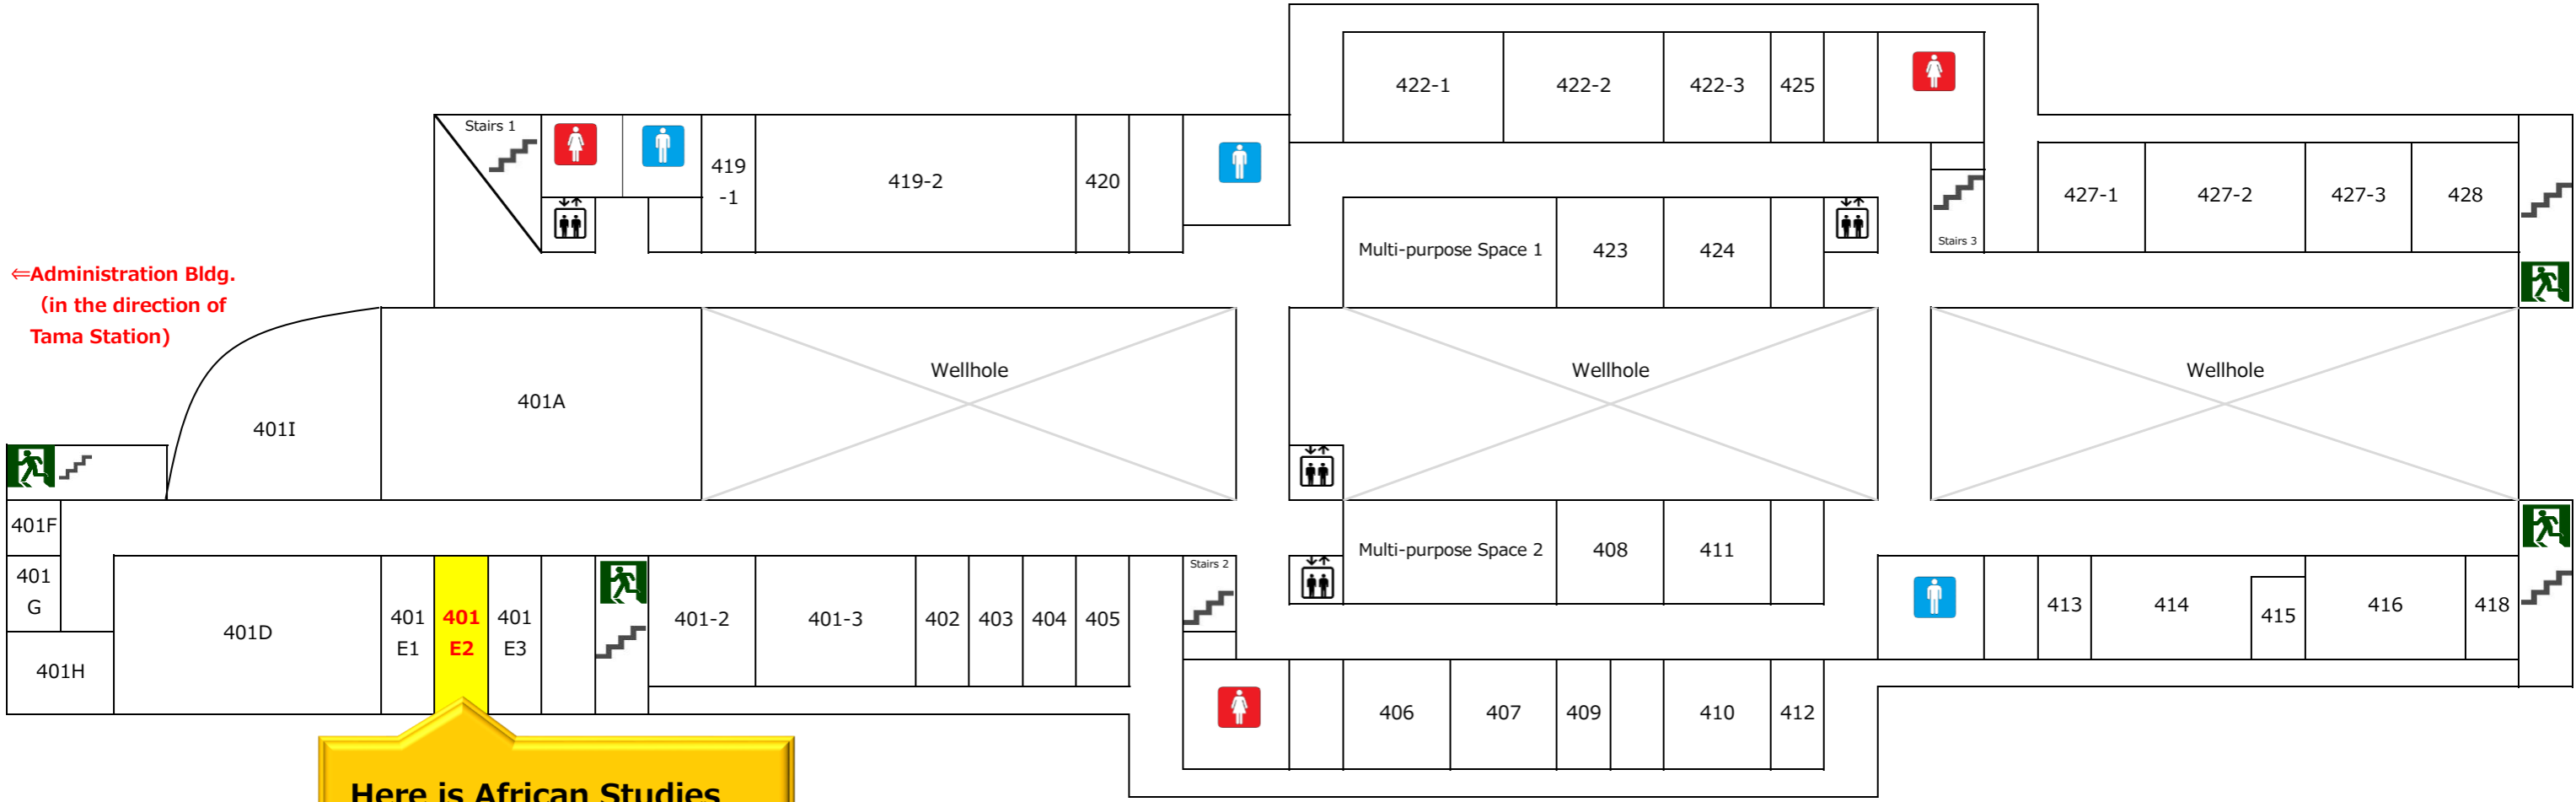 422-1
422-2
422-3
425
Stairs 1
419
-1
419-2
420
427-1
427-2
427-3
428
Multi-purpose Space 1
423
424
Stairs 3
⇐Administration Bldg.
(in the direction of
Tama Station)
401I
401A
Wellhole
Wellhole
Wellhole
401F
401
G
401H
401D
401
E1
401
E2
401
E3
401-2
401-3
402
403
404
405
Stairs 2
Multi-purpose Space 2
408
411
413
414
415
416
418
406
407
409
410
412
Here is African Studies